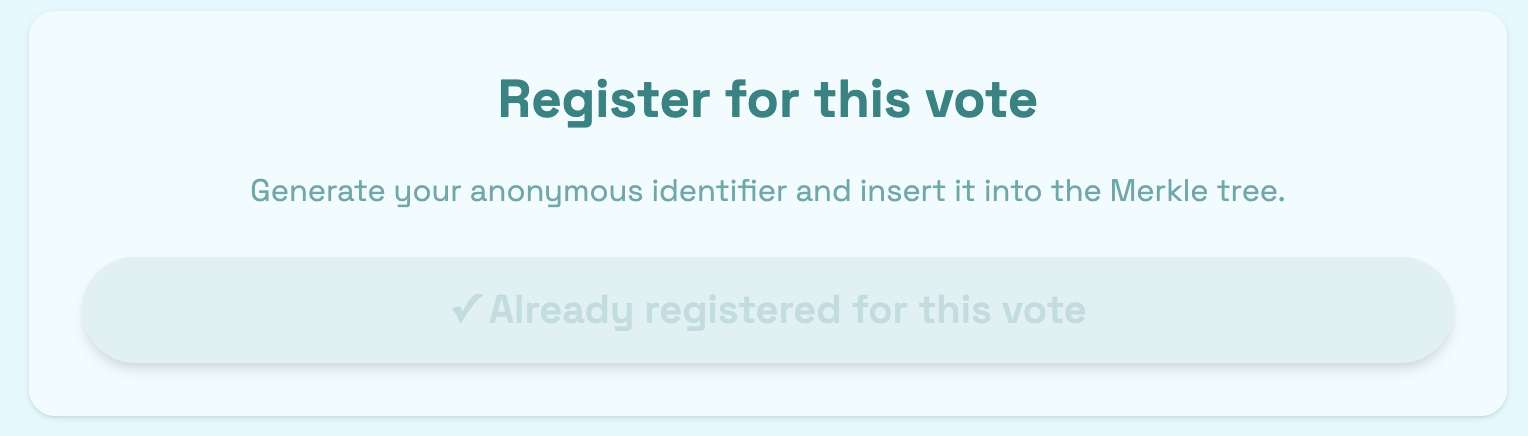 Register for this vote
Generate your anonymous identifier and insert it into the Merkle tree.
✓ Already registered for this vote